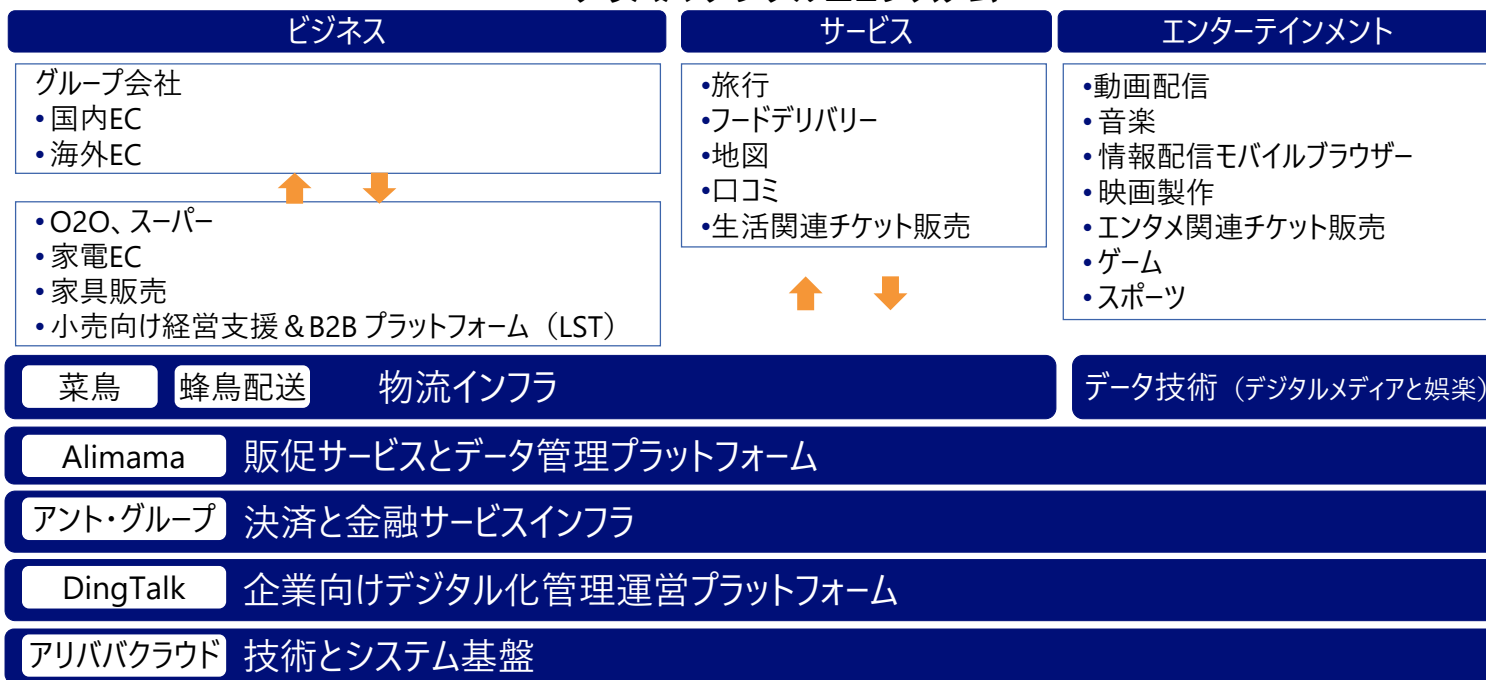 ビジネス
グループ会社
•国内EC
•海外EC
•O2O、スーパー
•家電EC
•家具販売
•小売向け経営支援＆B2B プラットフォーム（LST）
サービス
•旅行
•フードデリバリー
•地図
•口コミ
•生活関連チケット販売
エンターテインメント
•動画配信
•音楽
•情報配信モバイルブラウザー
•映画製作
•エンタメ関連チケット販売
•ゲーム
•スポーツ
菜鳥 蜂鳥配送 物流インフラ
データ技術（デジタルメディアと娯楽）
Alimama 販促サービスとデータ管理プラットフォーム
アント・グループ 決済と金融サービスインフラ
DingTalk 企業向けデジタル化管理運営プラットフォーム
アリババクラウド 技術とシステム基盤